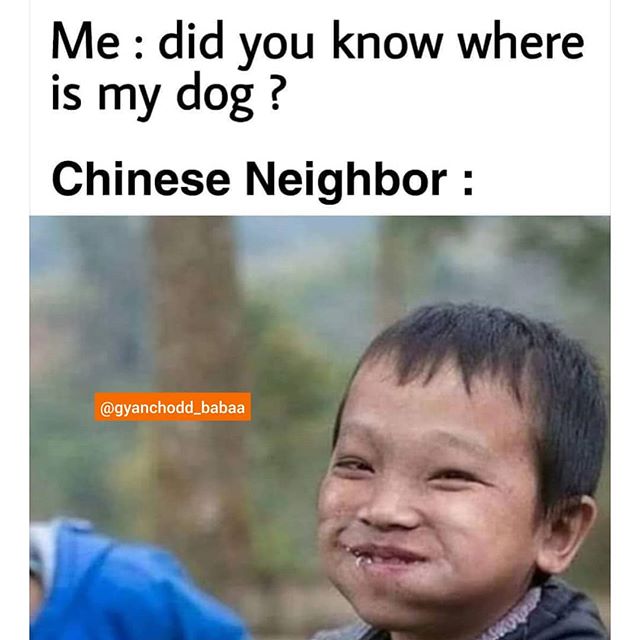 Me : did you know where
is my dog ?
Chinese Neighbor :
@gyanchodd_babaa